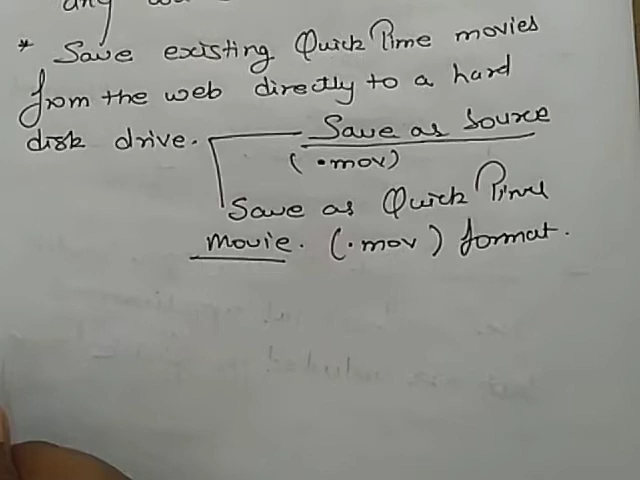 any
* Save existing Quick Time movies
from the web directly to a hard
disk drive. Save as Source
(.mov)
Save as Quick Time
movie. (.mov) format.